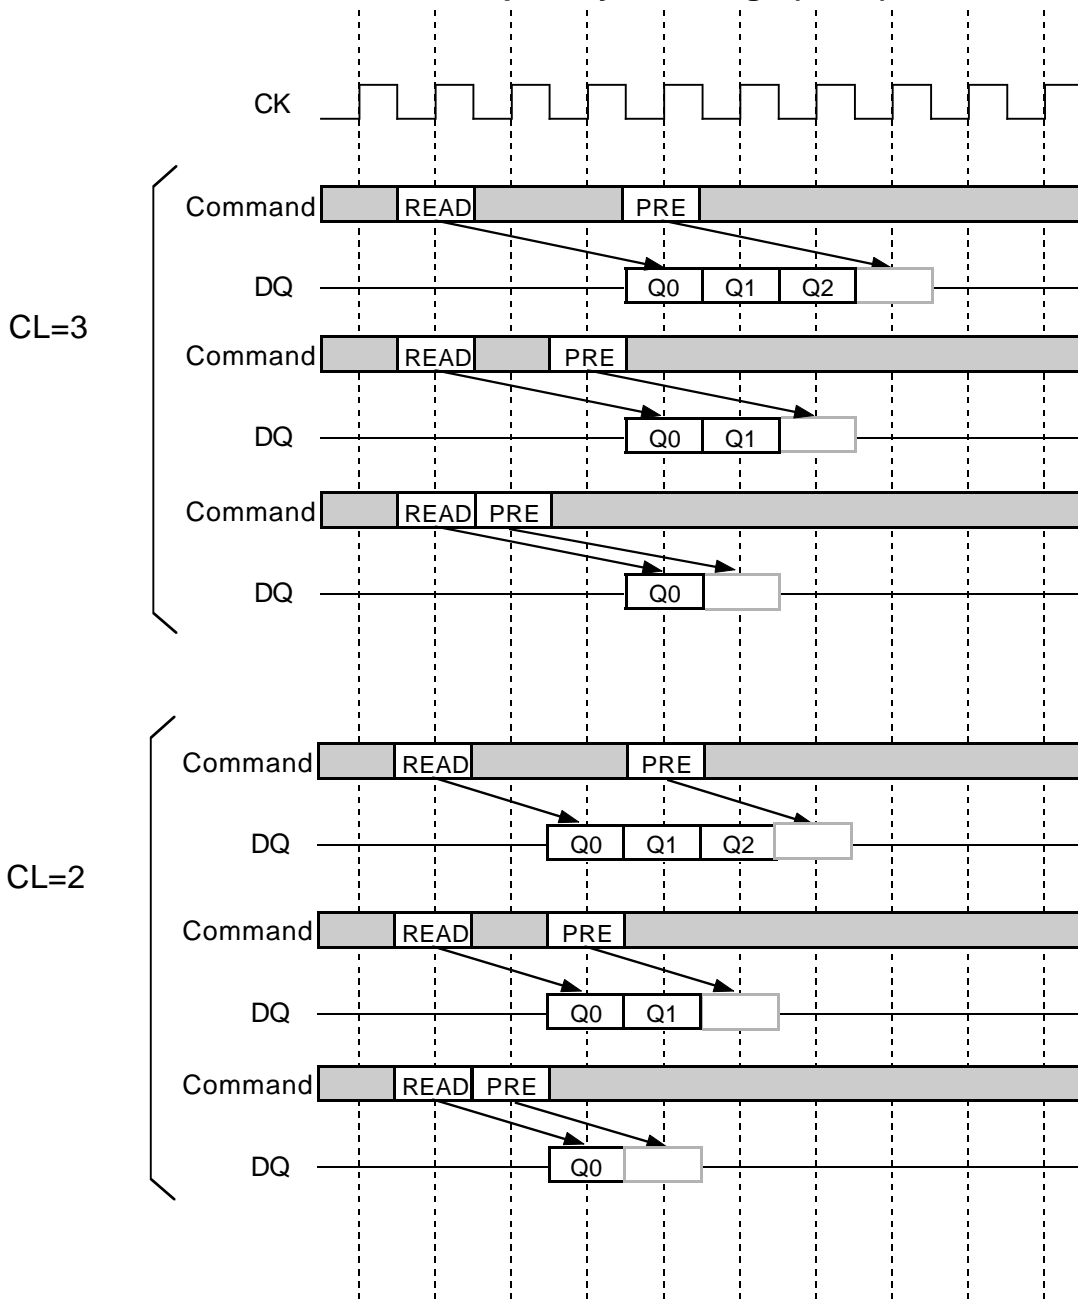 CK
Command READ PRE
DQ Q0 Q1 Q2
CL=3
Command READ PRE
DQ Q0 Q1
Command READ PRE
DQ Q0
Command READ PRE
DQ Q0 Q1 Q2
CL=2
Command READ PRE
DQ Q0 Q1
Command READ PRE
DQ Q0